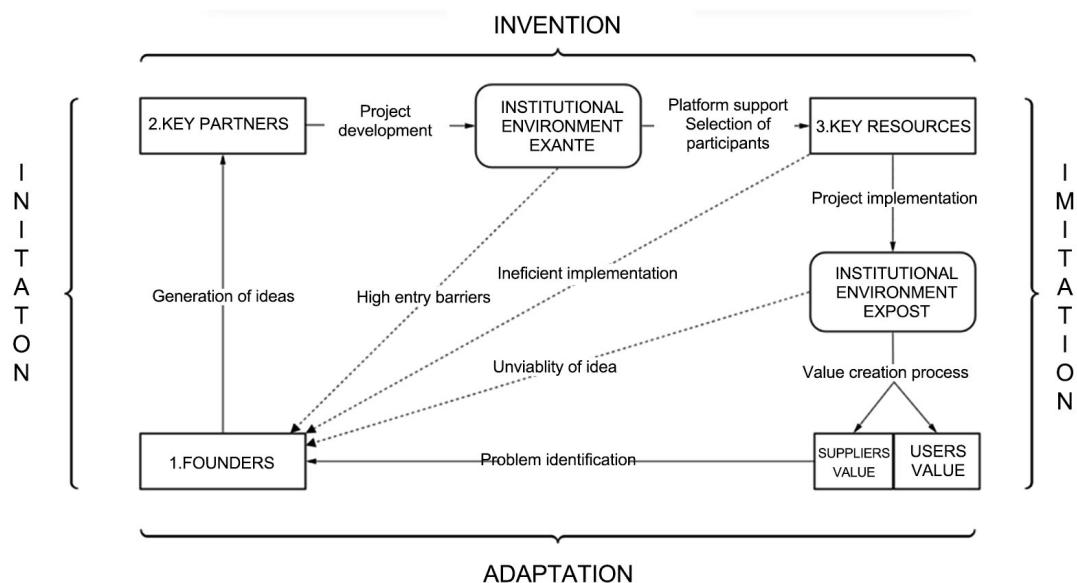 INVENTION
2.KEY PARTNERS
Project
development
INSTITUTIONAL
ENVIRONMENT
EXANTE
Platform support
Selection of
participants
3.KEY RESOURCES
INITATON
IMITATION
Project implementation
Generation of ideas
High entry barriers
Ineficient implementation
INSTITUTIONAL
ENVIRONMENT
EXPOST
Unviablity of idea
Value creation process
1.FOUNDERS
Problem identification
SUPPLIERS
VALUE
USERS
VALUE
ADAPTATION